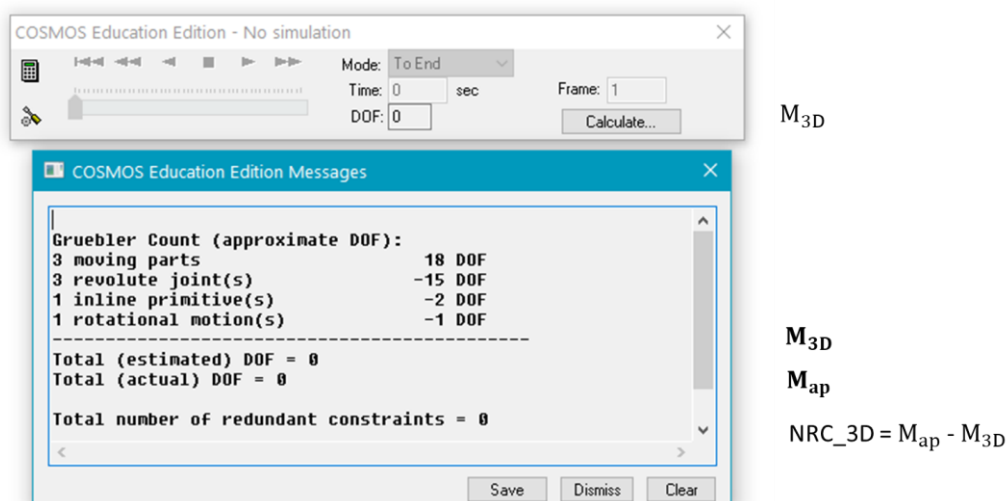 COSMOS Education Edition - No simulation
Mode: To End
Time: 0 sec Frame: 1
DOF: 0 Calculate...
M3D
COSMOS Education Edition Messages
Gruebler Count (approximate DOF):
3 moving parts 18 DOF
3 revolute joint(s) -15 DOF
1 inline primitive(s) -2 DOF
1 rotational motion(s) -1 DOF
-----------------------------------------------
Total (estimated) DOF = 0
M3D
Total (actual) DOF = 0
Map
Total number of redundant constraints = 0
NRC_3D = Map - M3D
Save Dismiss Clear